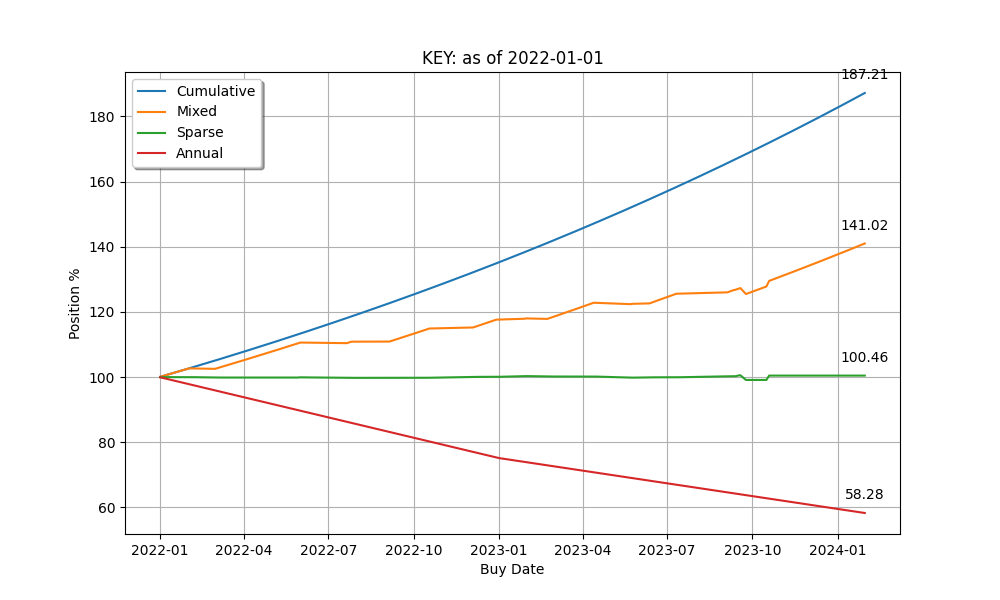 KEY: as of 2022-01-01
187.21
Cumulative
Mixed
Sparse
Annual
180
160
141.02
140
120
100.46
100
80
58.28
60
Position %
2022-01 2022-04 2022-07 2022-10 2023-01 2023-04 2023-07 2023-10 2024-01
Buy Date